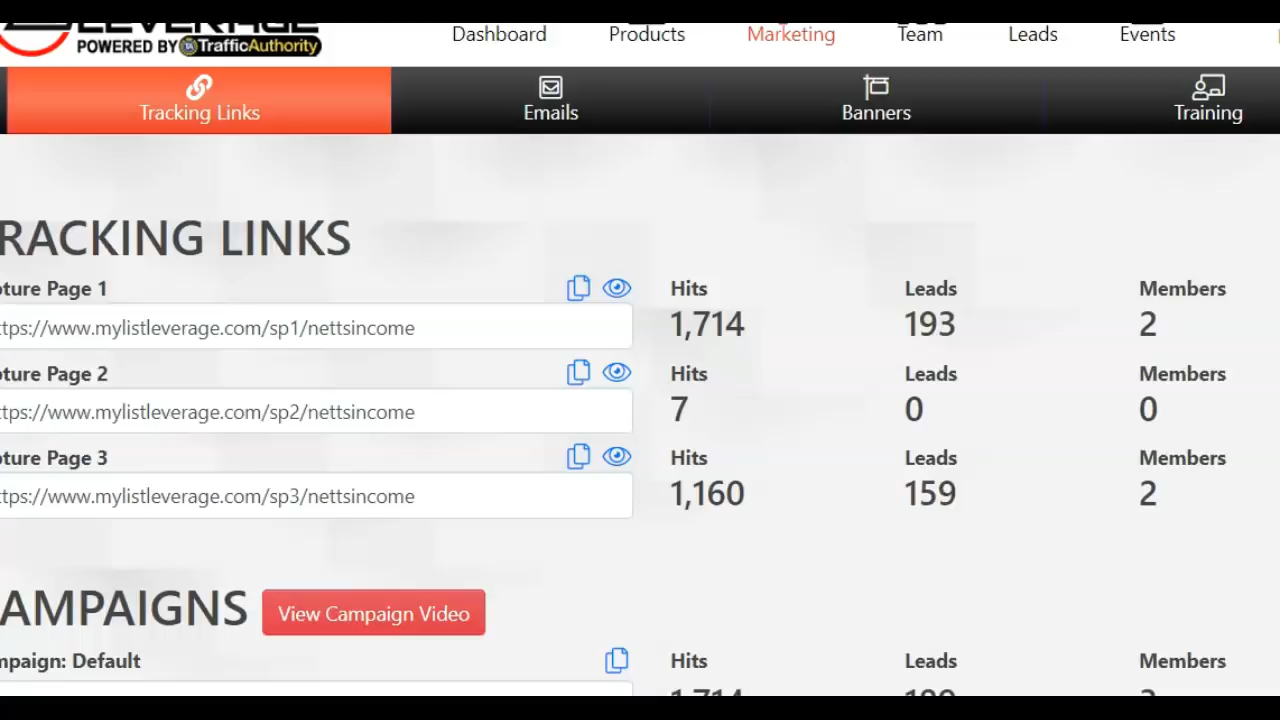 LEVERAGE
POWERED BY TrafficAuthority
Dashboard Products Marketing Team Leads Events
Tracking Links Emails Banners Training
RACKING LINKS
pture Page 1 Hits Leads Members
ttps://www.mylistleverage.com/sp1/nettsincome 1,714 193 2
pture Page 2 Hits Leads Members
ttps://www.mylistleverage.com/sp2/nettsincome 7 0 0
pture Page 3 Hits Leads Members
ttps://www.mylistleverage.com/sp3/nettsincome 1,160 159 2
AMPAIGNS View Campaign Video
mpaign: Default Hits Leads Members